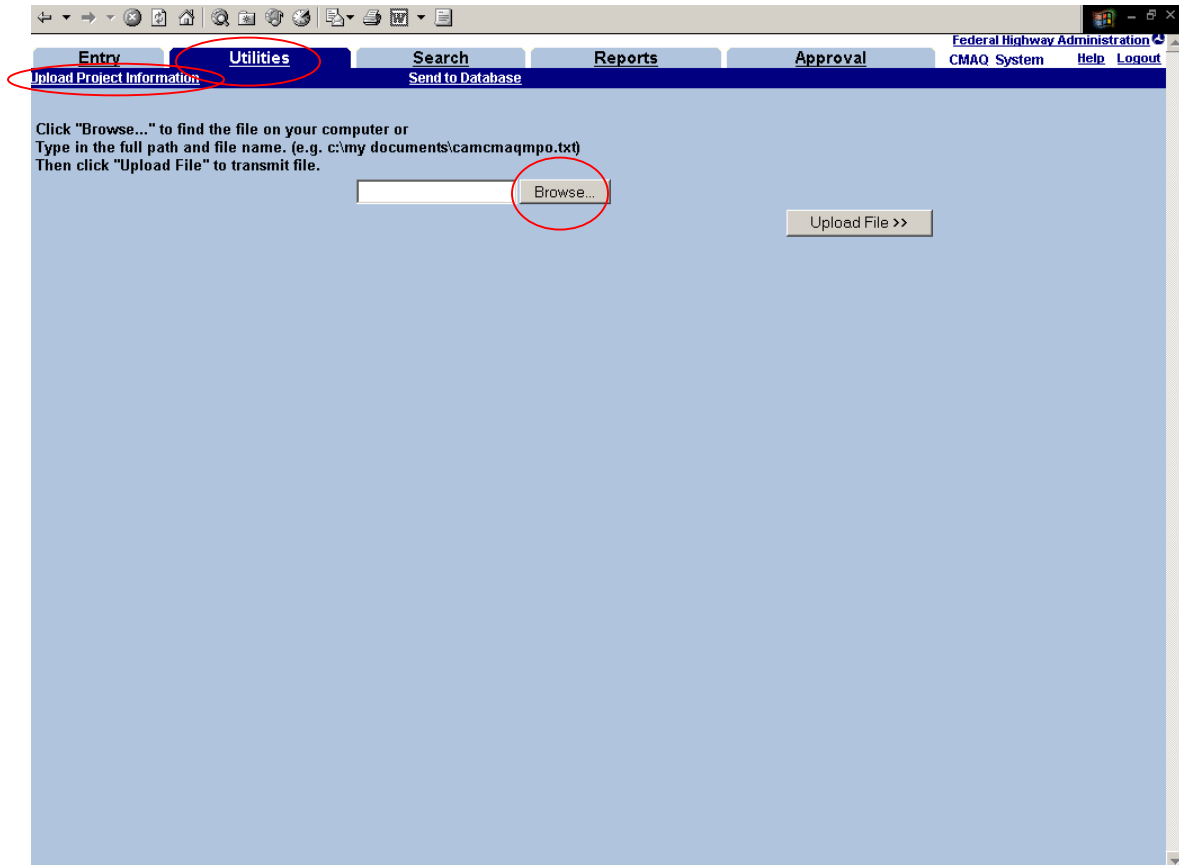 Federal Highway Administration
Entry Utilities Search Reports Approval CMAQ System Help Logout
Upload Project Information Send to Database
Click "Browse..." to find the file on your computer or
Type in the full path and file name. (e.g. c:\my documents\camcmaqmpo.txt)
Then click "Upload File" to transmit file.
Browse...
Upload File >>